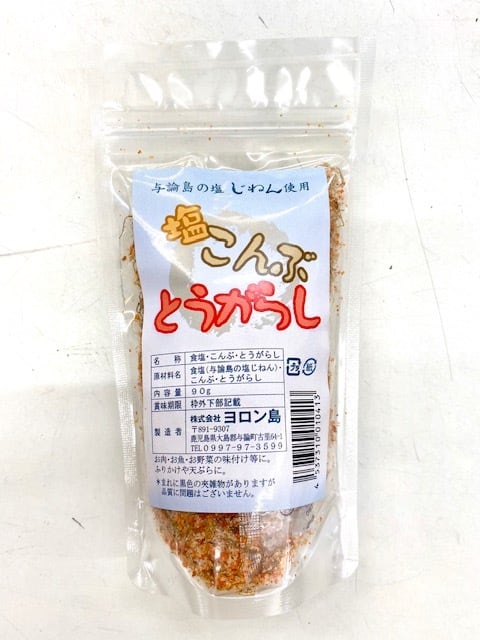 与論島の塩 じねん使用
塩こんぶ
とうがらし
名称 食塩・こんぶ・とうがらし
原材料名 食塩(与論島の塩じねん)・
こんぶ・とうがらし
内容量 90g
賞味期限 枠外下部記載
製造者 株式会社 ヨロン島
〒891-9307
鹿児島県大島郡与論町古里64-1
TEL0997-97-3599
プラ 紙
4537310010413
お肉・お魚・お野菜の味付け等に。
ふりかけや天ぷらに。
*まれに黒色の夾雑物がありますが
品質に問題はございません。